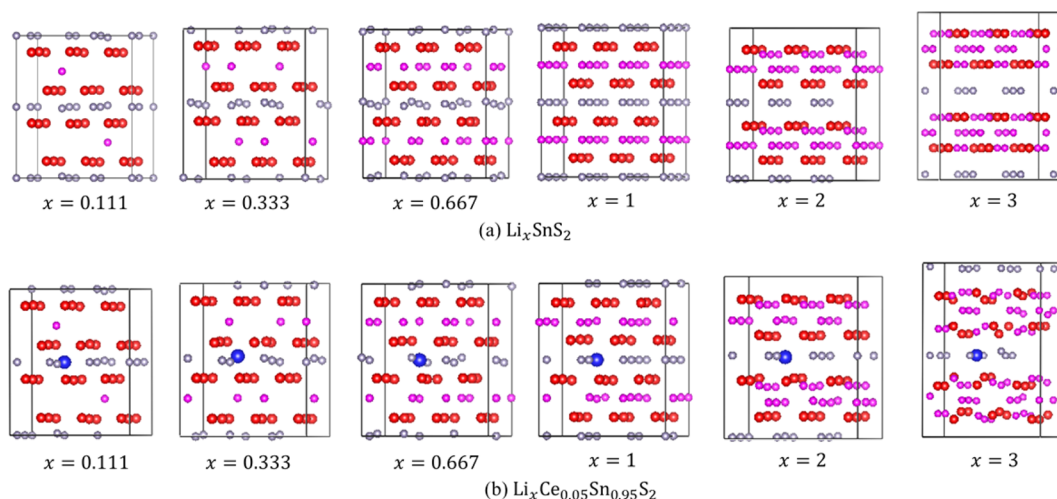 x = 0.111 x = 0.333 x = 0.667 x = 1 x = 2 x = 3
(a) LiₓSnS₂
x = 0.111 x = 0.333 x = 0.667 x = 1 x = 2 x = 3
(b) LiₓCe₀.₀₅Sn₀.₉₅S₂